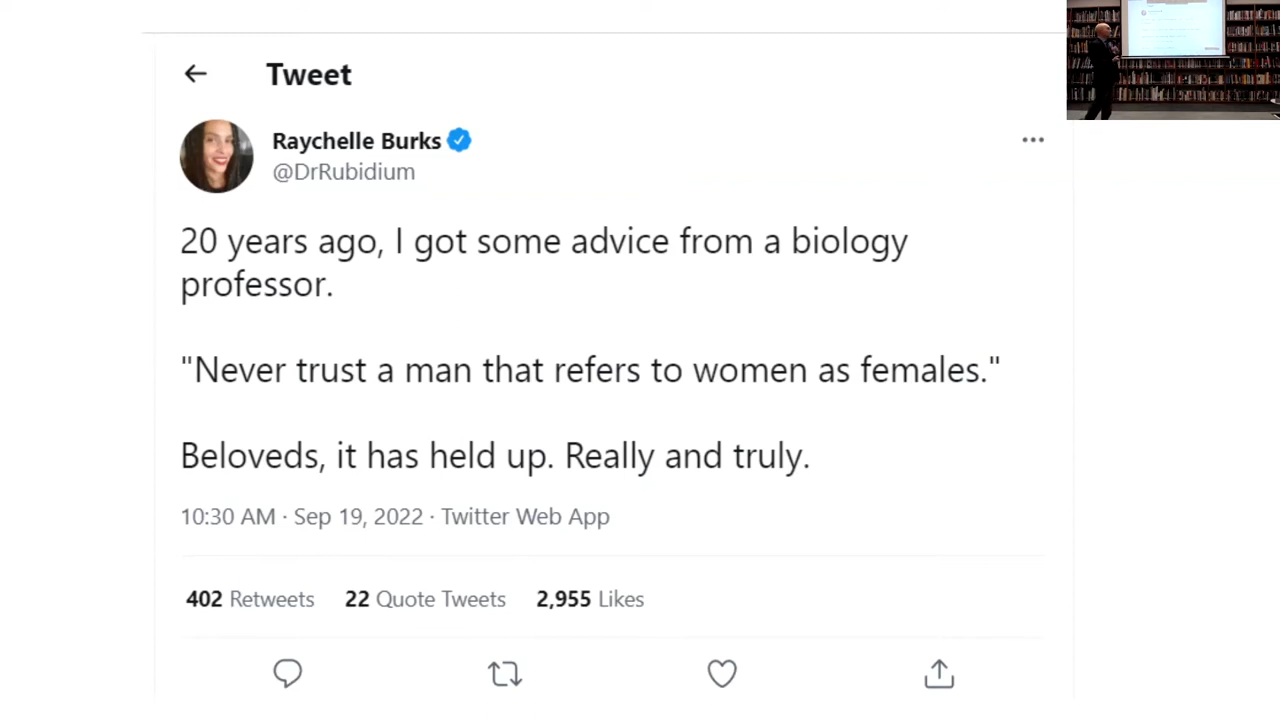 Tweet
Raychelle Burks
@DrRubidium
20 years ago, I got some advice from a biology
professor.
"Never trust a man that refers to women as females."
Beloveds, it has held up. Really and truly.
10:30 AM · Sep 19, 2022 · Twitter Web App
402 Retweets 22 Quote Tweets 2,955 Likes